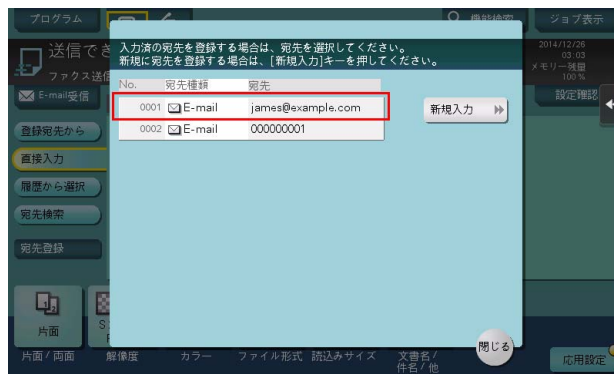 プログラム
機能検索
ジョブ表示
送信でき
ファクス送信
E-mail受信
2014/12/26
03:03
メモリー残量
100 %
設定確認
入力済の宛先を登録する場合は、宛先を選択してください。
新規に宛先を登録する場合は、[新規入力]キーを押してください。
No. 宛先種類 宛先
0001 E-mail james@example.com
0002 E-mail 000000001
新規入力
登録宛先から
直接入力
履歴から選択
宛先検索
宛先登録
片面
閉じる
片面/両面 解像度 カラー ファイル形式 読込みサイズ 文書名/
件名/他
応用設定